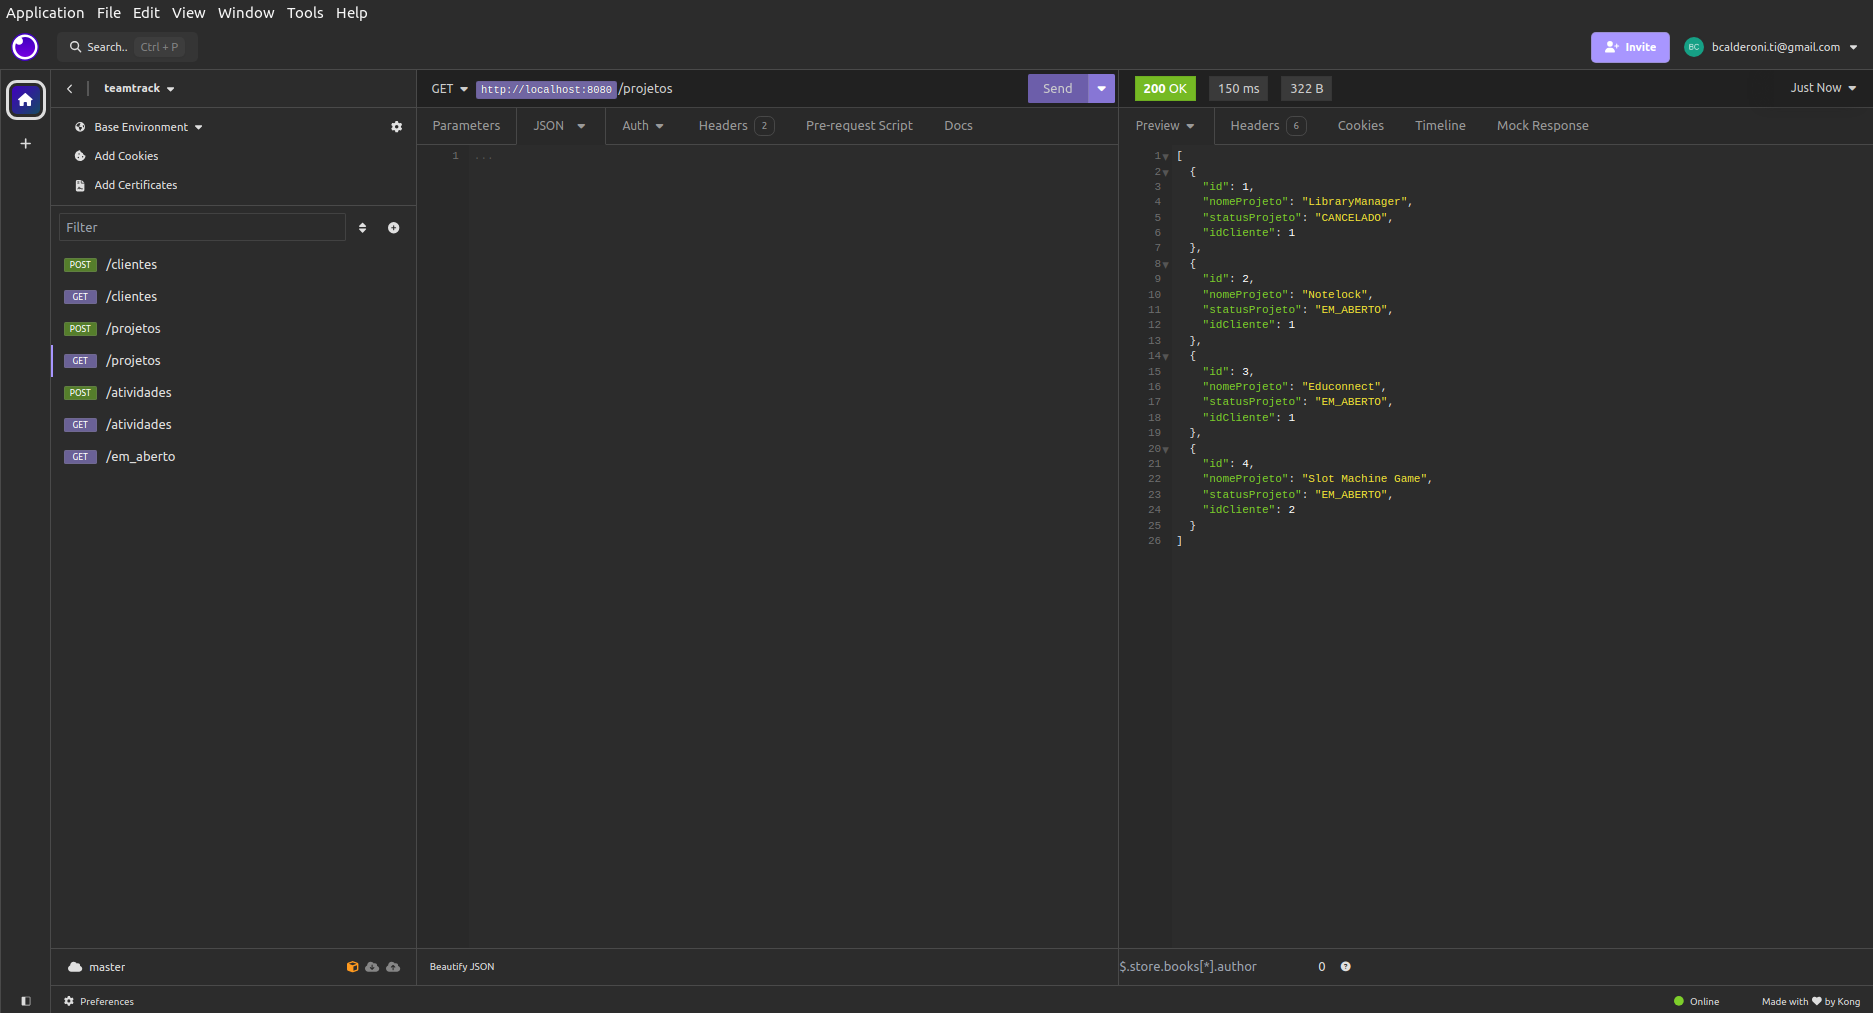 Application File Edit View Window Tools Help
Search.. Ctrl + P
Invite
BC bcalderoni.ti@gmail.com
teamtrack
Base Environment
Add Cookies
Add Certificates
Filter
POST /clientes
GET /clientes
POST /projetos
GET /projetos
POST /atividades
GET /atividades
GET /em_aberto
master
GET http://localhost:8080/projetos
Send
Parameters JSON Auth Headers 2 Pre-request Script Docs
1 ...
Beautify JSON
200 OK 150 ms 322 B Just Now
Preview Headers 6 Cookies Timeline Mock Response
1 [
2 {
3 "id": 1,
4 "nomeProjeto": "LibraryManager",
5 "statusProjeto": "CANCELADO",
6 "idCliente": 1
7 },
8 {
9 "id": 2,
10 "nomeProjeto": "Notelock",
11 "statusProjeto": "EM_ABERTO",
12 "idCliente": 1
13 },
14 {
15 "id": 3,
16 "nomeProjeto": "Educonnect",
17 "statusProjeto": "EM_ABERTO",
18 "idCliente": 1
19 },
20 {
21 "id": 4,
22 "nomeProjeto": "Slot Machine Game",
23 "statusProjeto": "EM_ABERTO",
24 "idCliente": 2
25 }
26 ]
$.store.books[*].author 0 ?
Preferences
Online
Made with ♥ by Kong